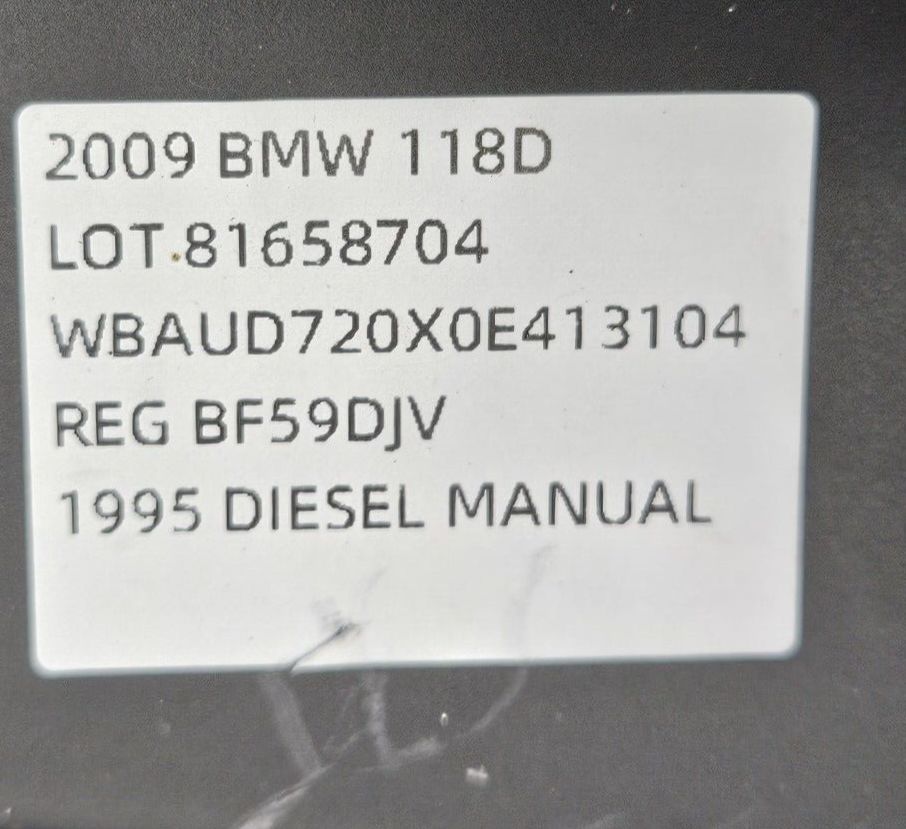 2009 BMW 118D
LOT.81658704
WBAUD720X0E413104
REG BF59DJV
1995 DIESEL MANUAL